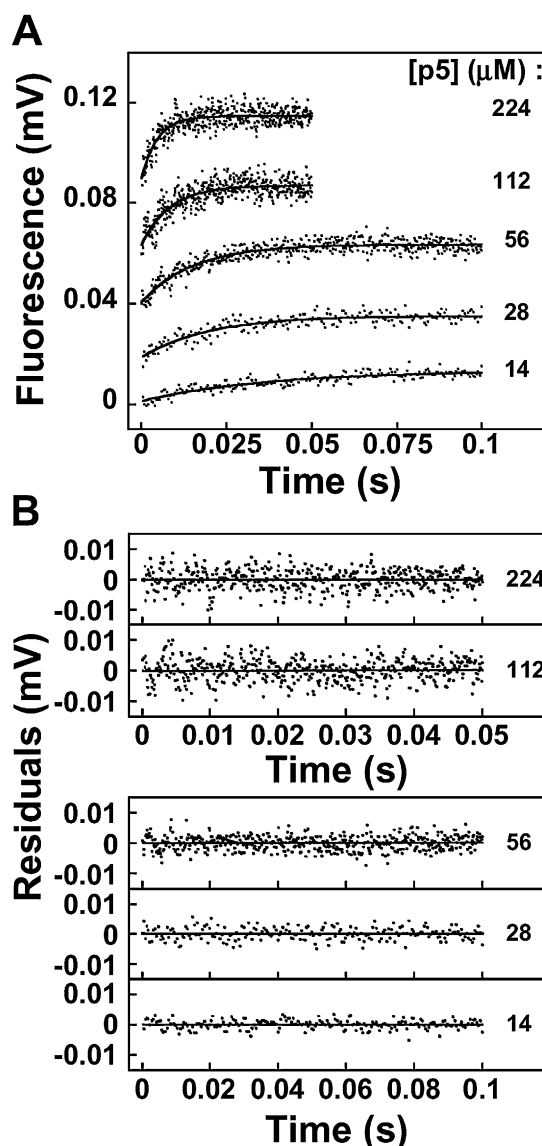 A
[p5] (μM) :
0.12
224
0.08
112
56
0.04
28
14
0
0 0.025 0.05 0.075 0.1
Fluorescence (mV)
Time (s)
B
0.01
0
-0.01
224
0.01
0
-0.01
112
0 0.01 0.02 0.03 0.04 0.05
Time (s)
Residuals (mV)
0.01
0
-0.01
56
0.01
0
-0.01
28
0.01
0
-0.01
14
0 0.02 0.04 0.06 0.08 0.1
Time (s)